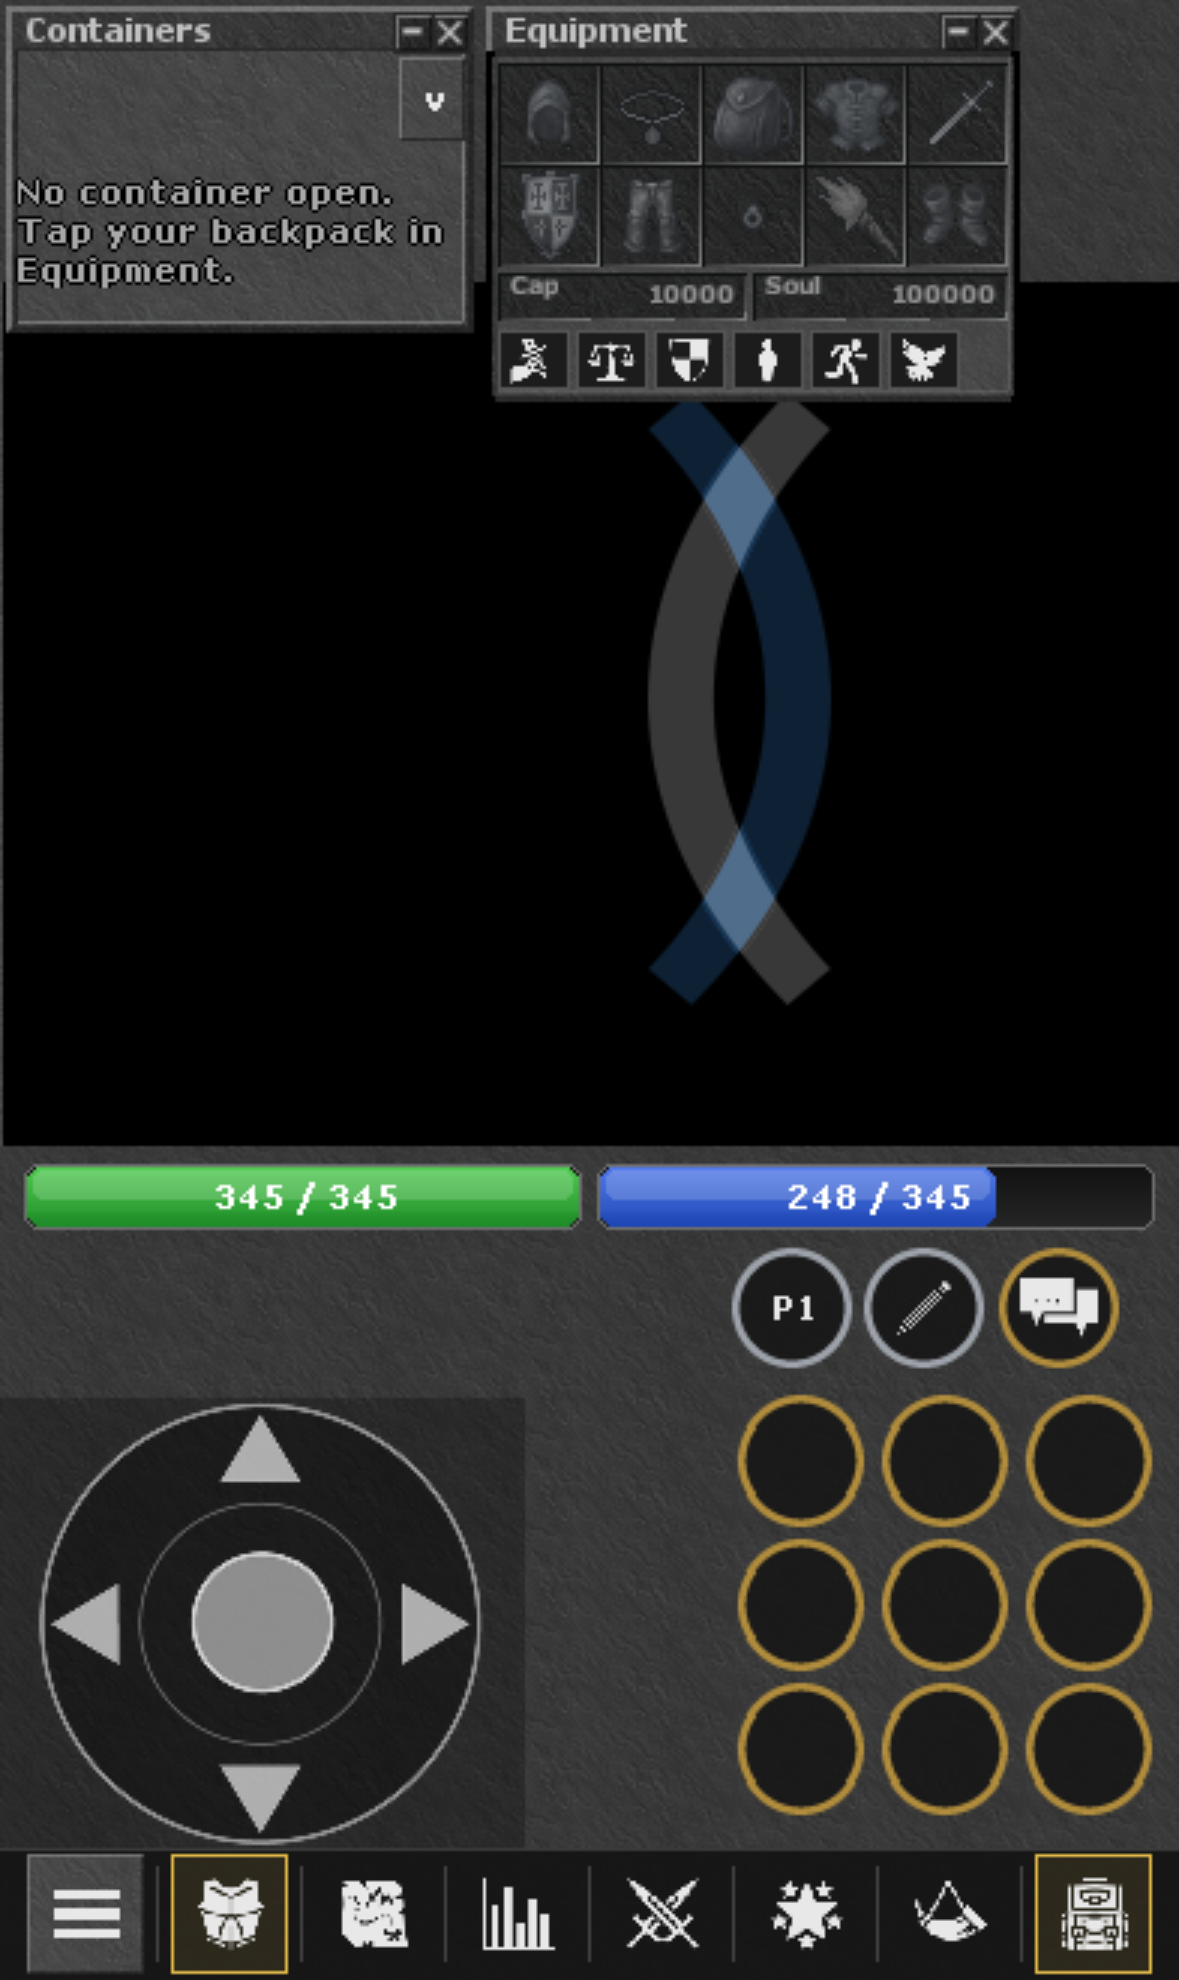 Containers
v
No container open.
Tap your backpack in
Equipment.
Equipment
Cap 10000
Soul 100000
345 / 345
248 / 345
P1